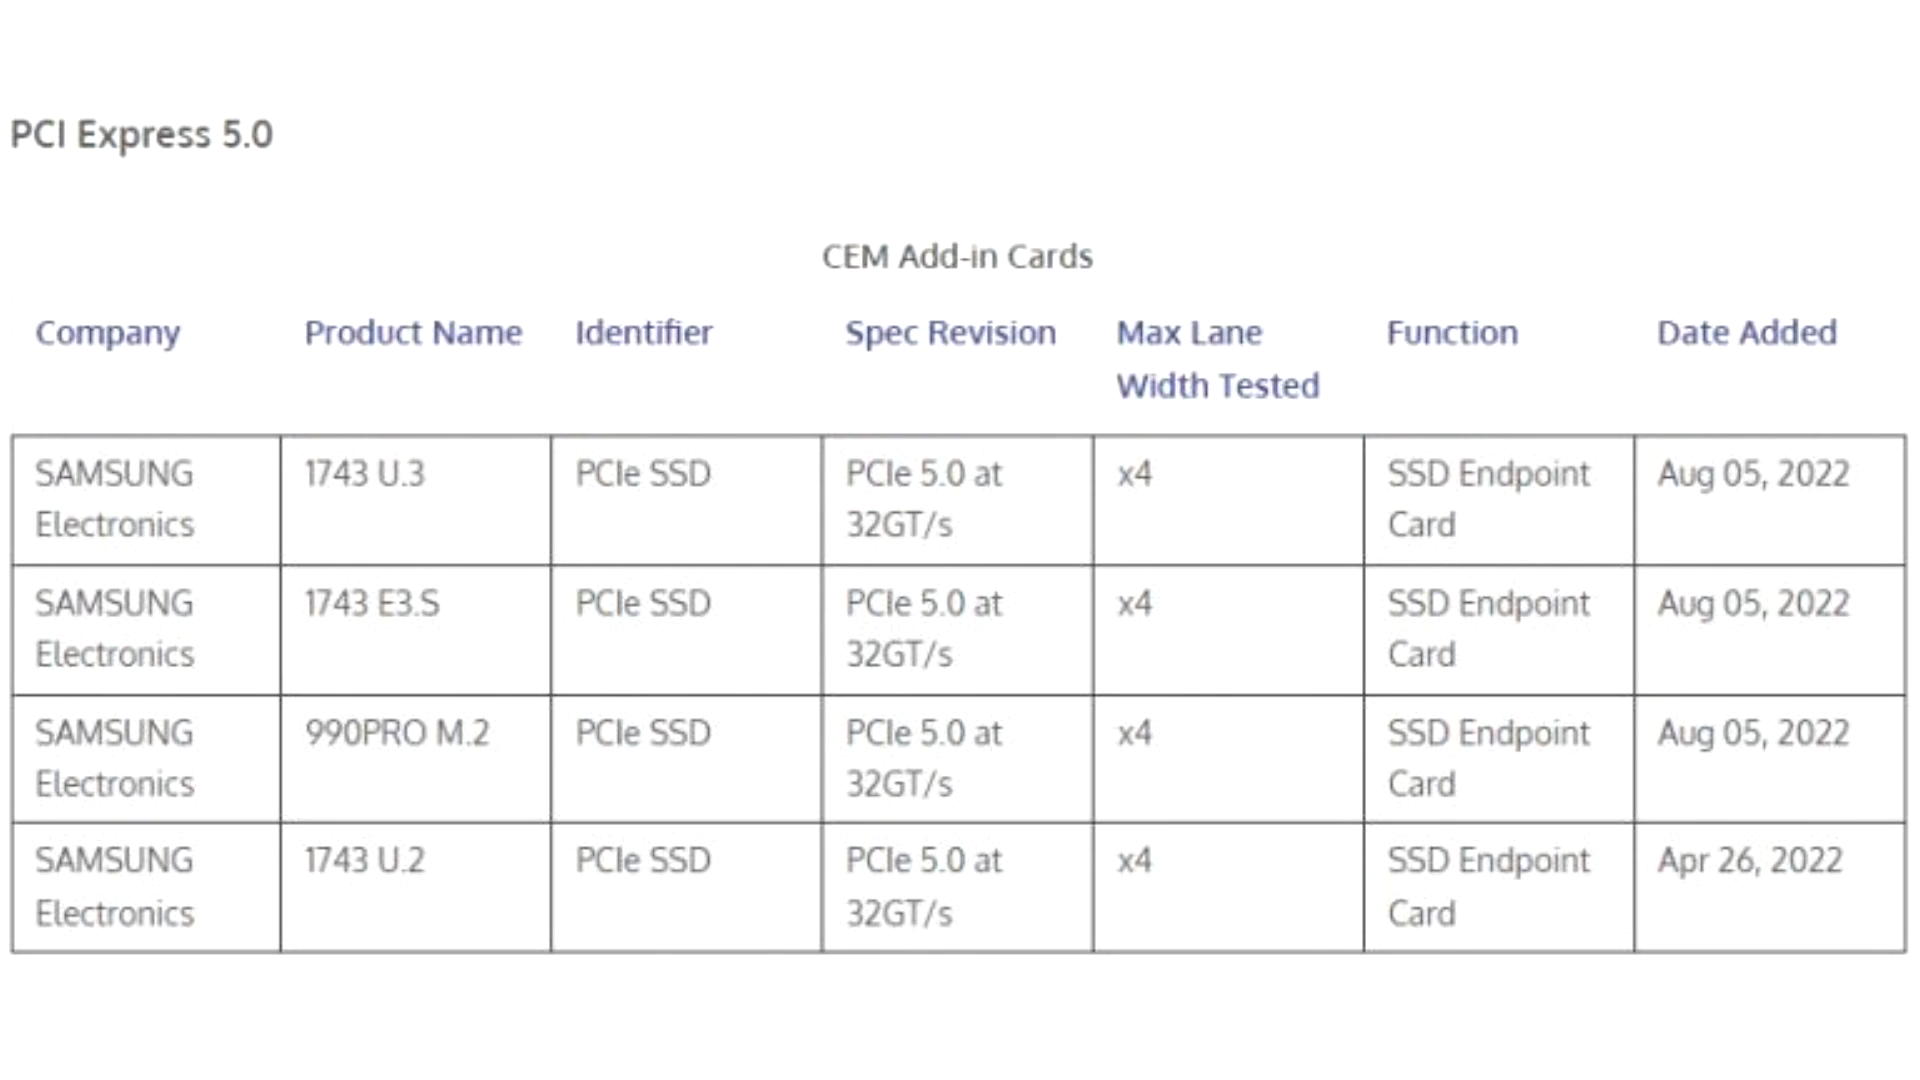 PCI Express 5.0
CEM Add-in Cards
Company Product Name Identifier Spec Revision Max Lane Function Date Added
Width Tested
SAMSUNG 1743 U.3 PCIe SSD PCIe 5.0 at x4 SSD Endpoint Aug 05, 2022
Electronics 32GT/s Card
SAMSUNG 1743 E3.S PCIe SSD PCIe 5.0 at x4 SSD Endpoint Aug 05, 2022
Electronics 32GT/s Card
SAMSUNG 990PRO M.2 PCIe SSD PCIe 5.0 at x4 SSD Endpoint Aug 05, 2022
Electronics 32GT/s Card
SAMSUNG 1743 U.2 PCIe SSD PCIe 5.0 at x4 SSD Endpoint Apr 26, 2022
Electronics 32GT/s Card